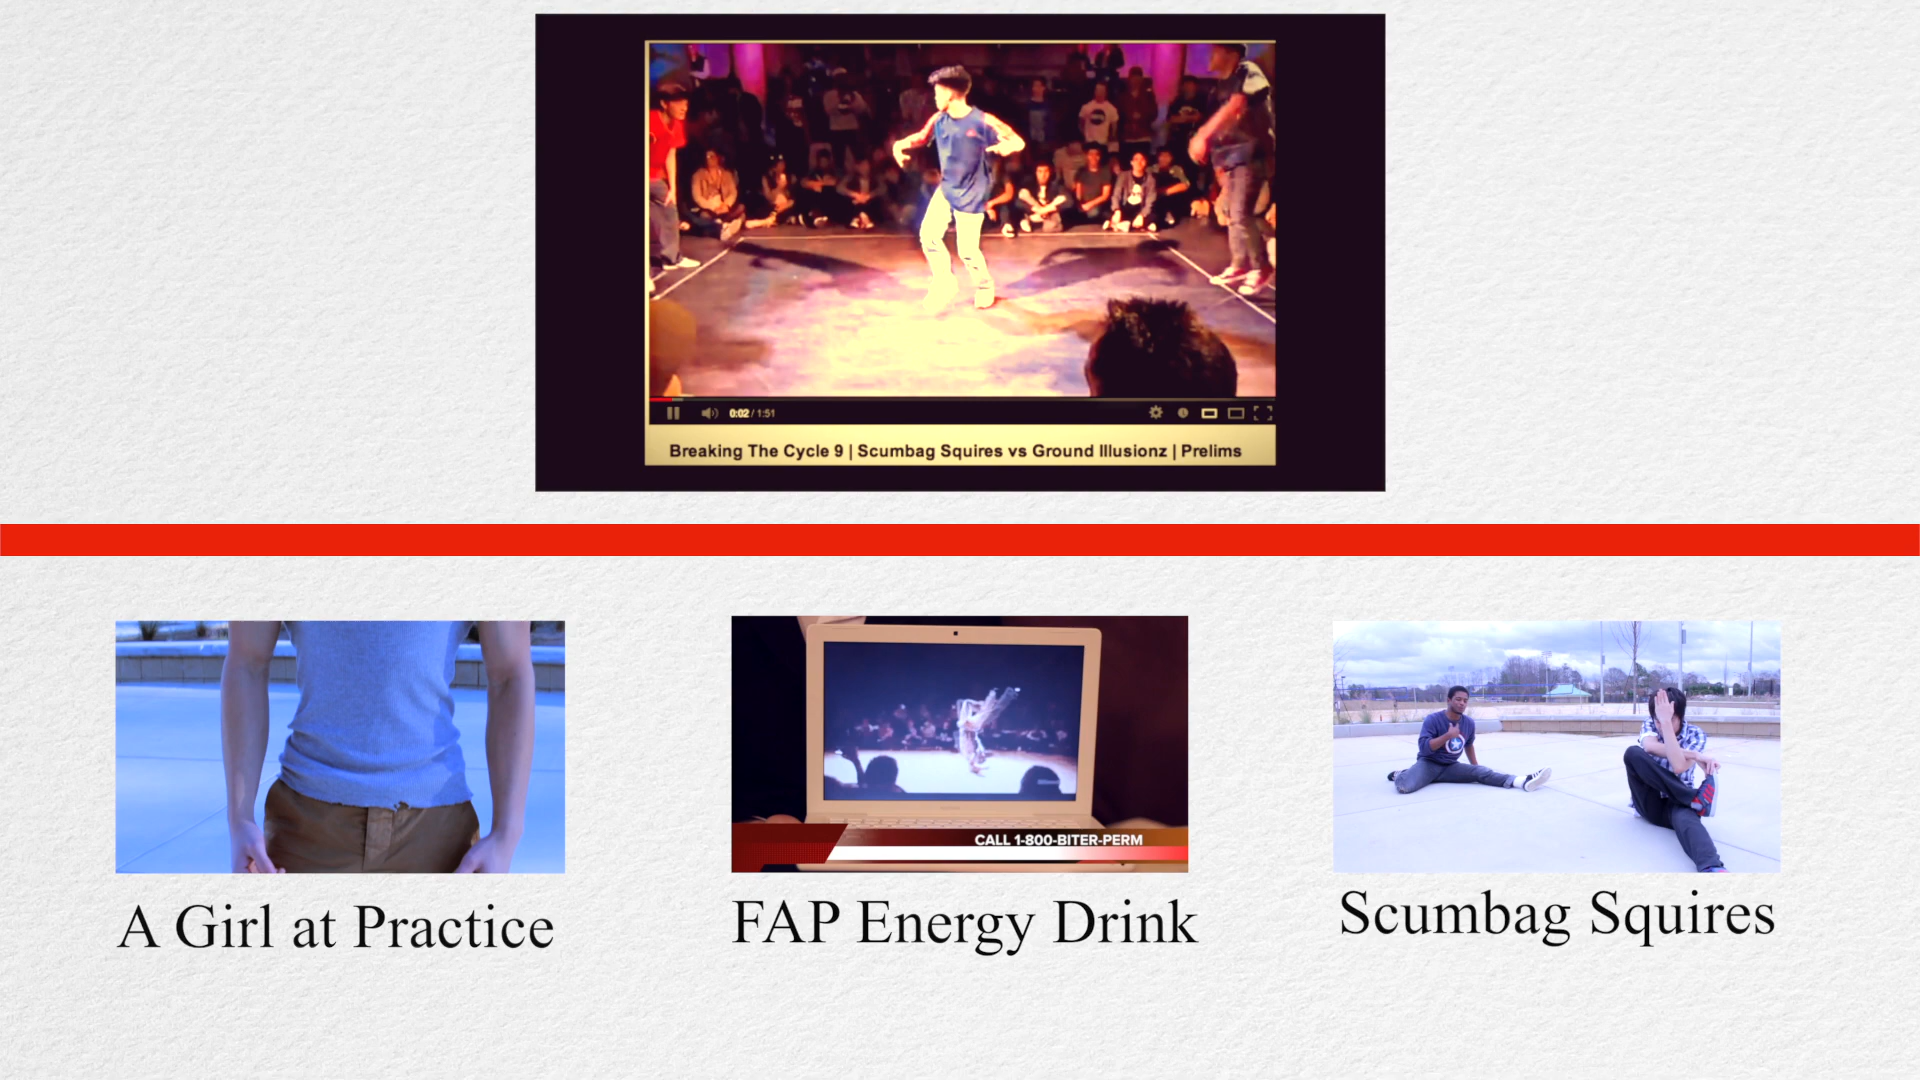 0:02 / 1:51
Breaking The Cycle 9 | Scumbag Squires vs Ground Illusionz | Prelims
CALL 1-800-BITER-PERM
A Girl at Practice
FAP Energy Drink
Scumbag Squires